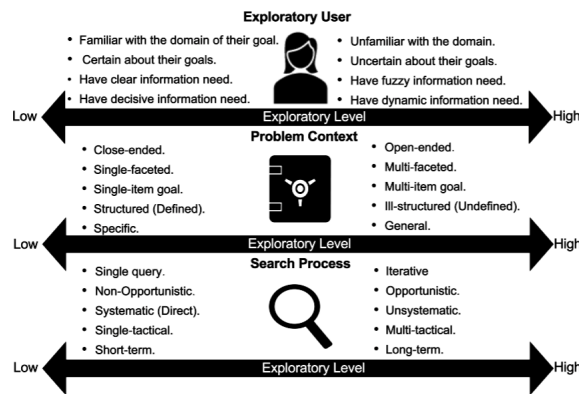 Exploratory User
• Familiar with the domain of their goal.
• Certain about their goals.
• Have clear information need.
• Have decisive information need.
• Unfamiliar with the domain.
• Uncertain about their goals.
• Have fuzzy information need.
• Have dynamic information need.
Low Exploratory Level High
Problem Context
• Close-ended.
• Single-faceted.
• Single-item goal.
• Structured (Defined).
• Specific.
• Open-ended.
• Multi-faceted.
• Multi-item goal.
• Ill-structured (Undefined).
• General.
Low Exploratory Level High
Search Process
• Single query.
• Non-Opportunistic.
• Systematic (Direct).
• Single-tactical.
• Short-term.
• Iterative
• Opportunistic.
• Unsystematic.
• Multi-tactical.
• Long-term.
Low Exploratory Level High